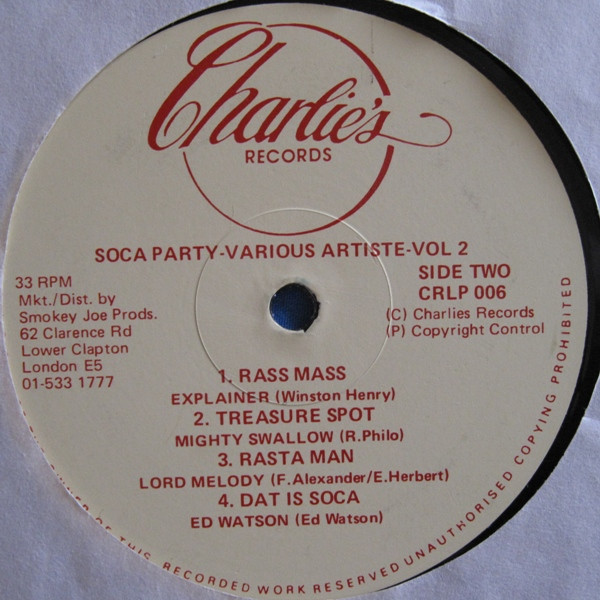 Charlie's
RECORDS
SOCA PARTY-VARIOUS ARTISTE-VOL 2
33 RPM
Mkt./Dist. by
Smokey Joe Prods.
62 Clarence Rd
Lower Clapton
London E5
01-533 1777
SIDE TWO
CRLP 006
(C) Charlies Records
(P) Copyright Control
1. RASS MASS
EXPLAINER (Winston Henry)
2. TREASURE SPOT
MIGHTY SWALLOW (R.Philo)
3. RASTA MAN
LORD MELODY (F.Alexander/E.Herbert)
4. DAT IS SOCA
ED WATSON (Ed Watson)
OF THIS RECORDED WORK RESERVED UNAUTHORISED COPYING PROHIBITED